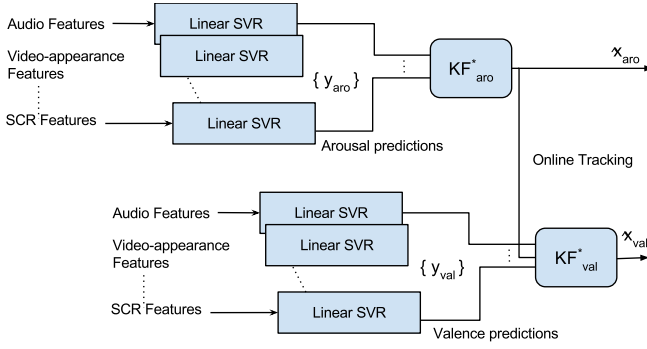 Audio Features
Linear SVR
Video-appearance
Features
Linear SVR
{ y_aro }
KF*_aro
x̂_aro
SCR Features
Linear SVR
Arousal predictions
Online Tracking
Audio Features
Linear SVR
Video-appearance
Features
Linear SVR
{ y_val }
KF*_val
x̂_val
SCR Features
Linear SVR
Valence predictions